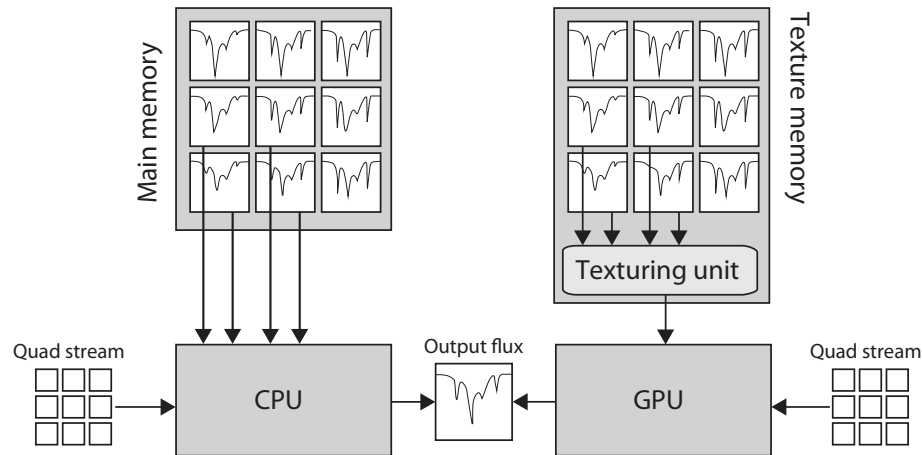 Main memory
Texture memory
Texturing unit
Quad stream
CPU
Output flux
GPU
Quad stream